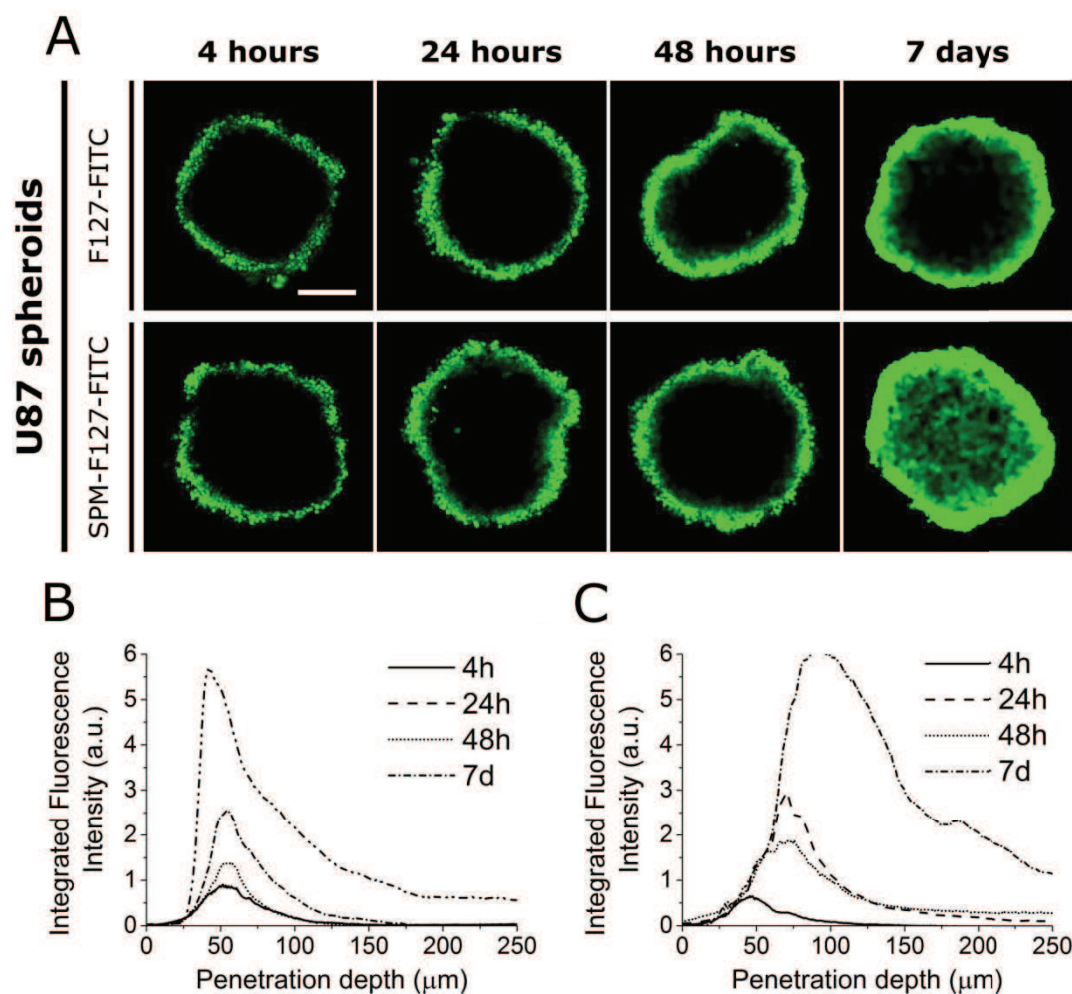 A
4 hours
24 hours
48 hours
7 days
U87 spheroids
F127-FITC
SPM-F127-FITC
B
Integrated Fluorescence
Intensity (a.u.)
6
5
4
3
2
1
0
4h
24h
48h
7d
0 50 100 150 200 250
Penetration depth (μm)
C
Integrated Fluorescence
Intensity (a.u.)
6
5
4
3
2
1
0
4h
24h
48h
7d
0 50 100 150 200 250
Penetration depth (μm)